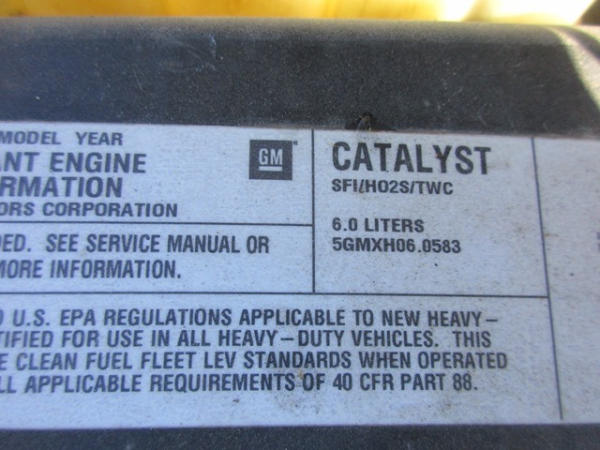 MODEL YEAR
ANT ENGINE
RMATION
ORS CORPORATION
GM
CATALYST
SFI/HO2S/TWC
6.0 LITERS
5GMXH06.0583
DED. SEE SERVICE MANUAL OR
MORE INFORMATION.
U.S. EPA REGULATIONS APPLICABLE TO NEW HEAVY–
TIFIED FOR USE IN ALL HEAVY–DUTY VEHICLES. THIS
E CLEAN FUEL FLEET LEV STANDARDS WHEN OPERATED
LL APPLICABLE REQUIREMENTS OF 40 CFR PART 88.